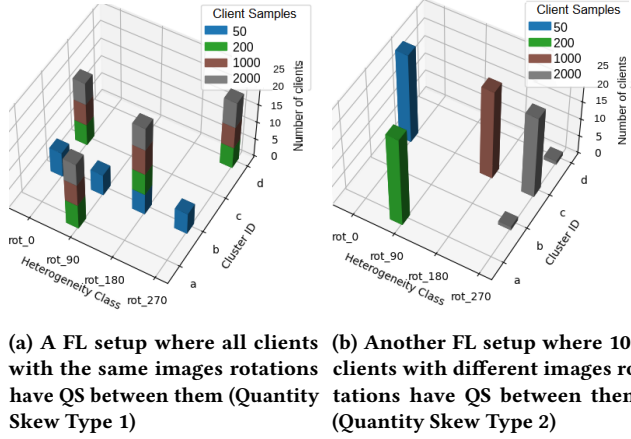 Client Samples
50
200
1000
2000
25
20
15
10
5
0
Number of clients
d
c
b
a
Cluster ID
rot_0
rot_90
rot_180
rot_270
Heterogeneity Class
Client Samples
50
200
1000
2000
25
20
15
10
5
0
Number of clients
d
c
b
a
Cluster ID
rot_0
rot_90
rot_180
rot_270
Heterogeneity Class
(a) A FL setup where all clients
with the same images rotations
have QS between them (Quantity
Skew Type 1)
(b) Another FL setup where 10
clients with different images ro
tations have QS between them
(Quantity Skew Type 2)